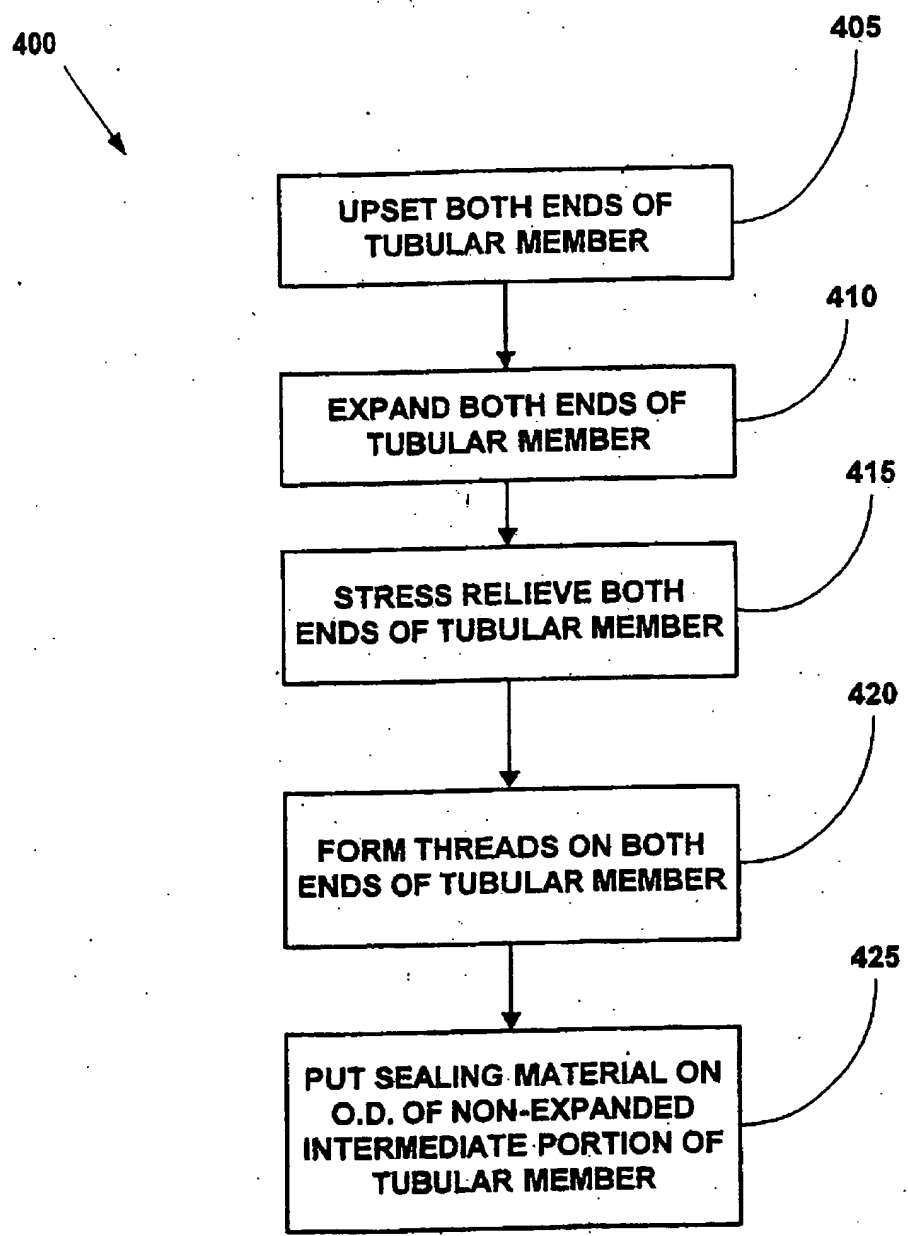 400
405
UPSET BOTH ENDS OF
TUBULAR MEMBER
410
EXPAND BOTH ENDS OF
TUBULAR MEMBER
415
STRESS RELIEVE BOTH
ENDS OF TUBULAR MEMBER
420
FORM THREADS ON BOTH
ENDS OF TUBULAR MEMBER
425
PUT SEALING MATERIAL ON
O.D. OF NON-EXPANDED
INTERMEDIATE PORTION OF
TUBULAR MEMBER